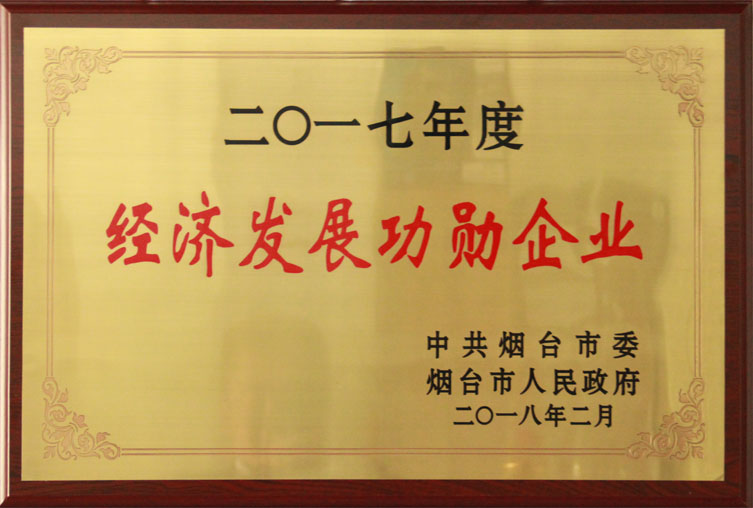 二〇一七年度
经济发展功勋企业
中共烟台市委
烟台市人民政府
二〇一八年二月